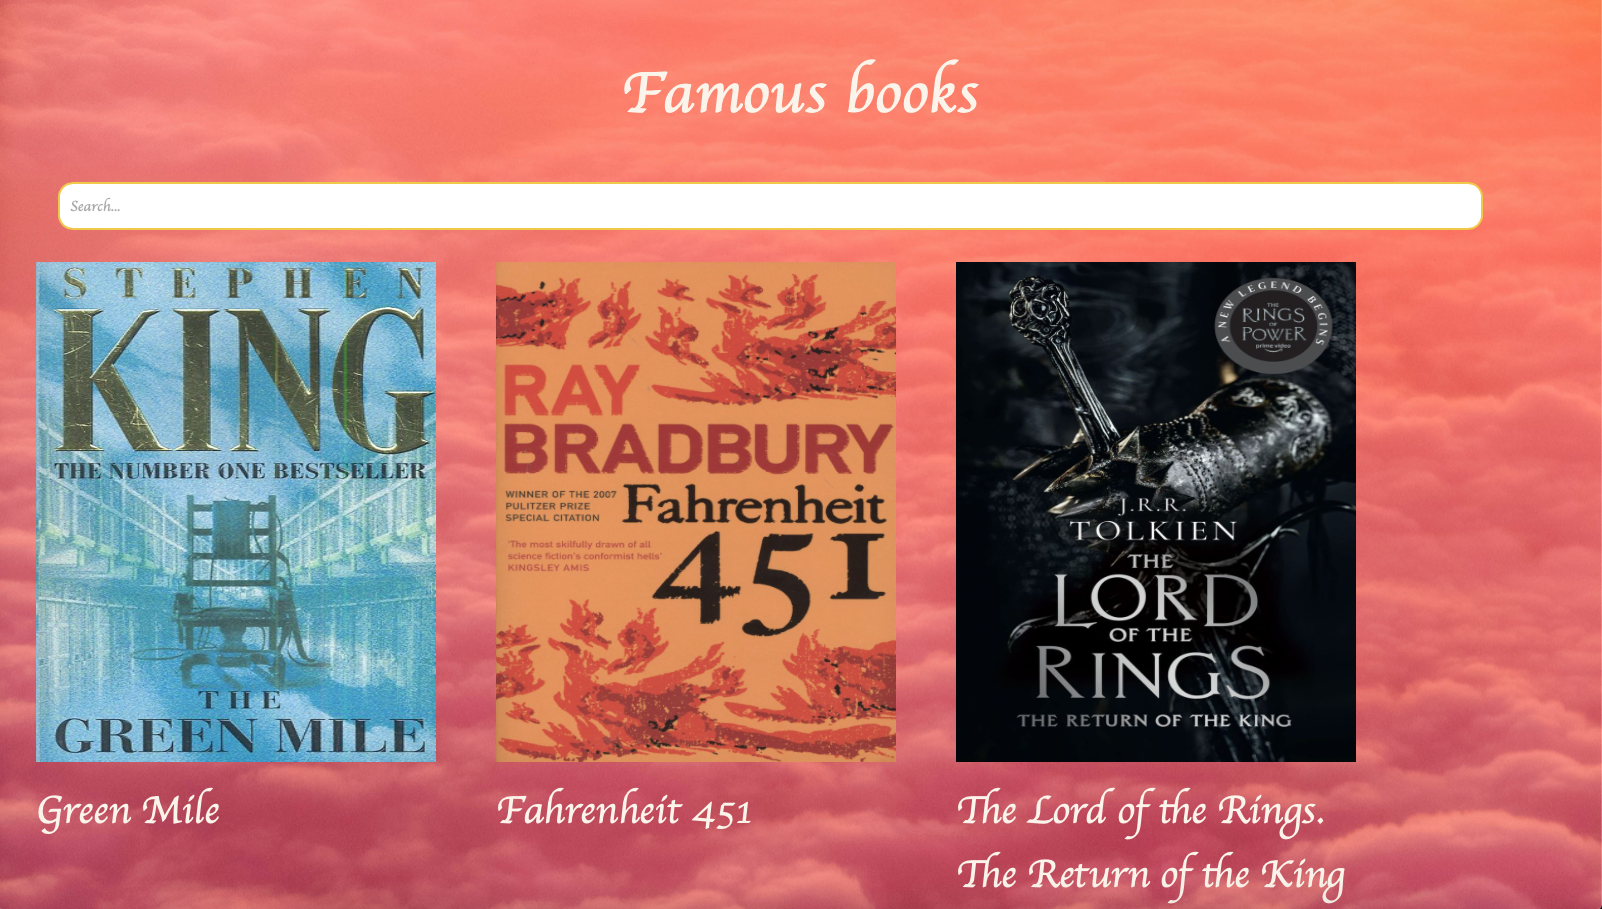 Famous books
Search...
STEPHEN
KING
THE NUMBER ONE BESTSELLER
THE
GREEN MILE
RAY
BRADBURY
WINNER OF THE 2007
PULITZER PRIZE
SPECIAL CITATION
Fahrenheit
451
'The most skilfully drawn of all
science fiction's conformist hells'
KINGSLEY AMIS
A NEW LEGEND BEGINS
THE
RINGS
OF
POWER
prime video
J.R.R.
TOLKIEN
THE
LORD
OF THE
RINGS
THE RETURN OF THE KING
Green Mile
Fahrenheit 451
The Lord of the Rings.
The Return of the King